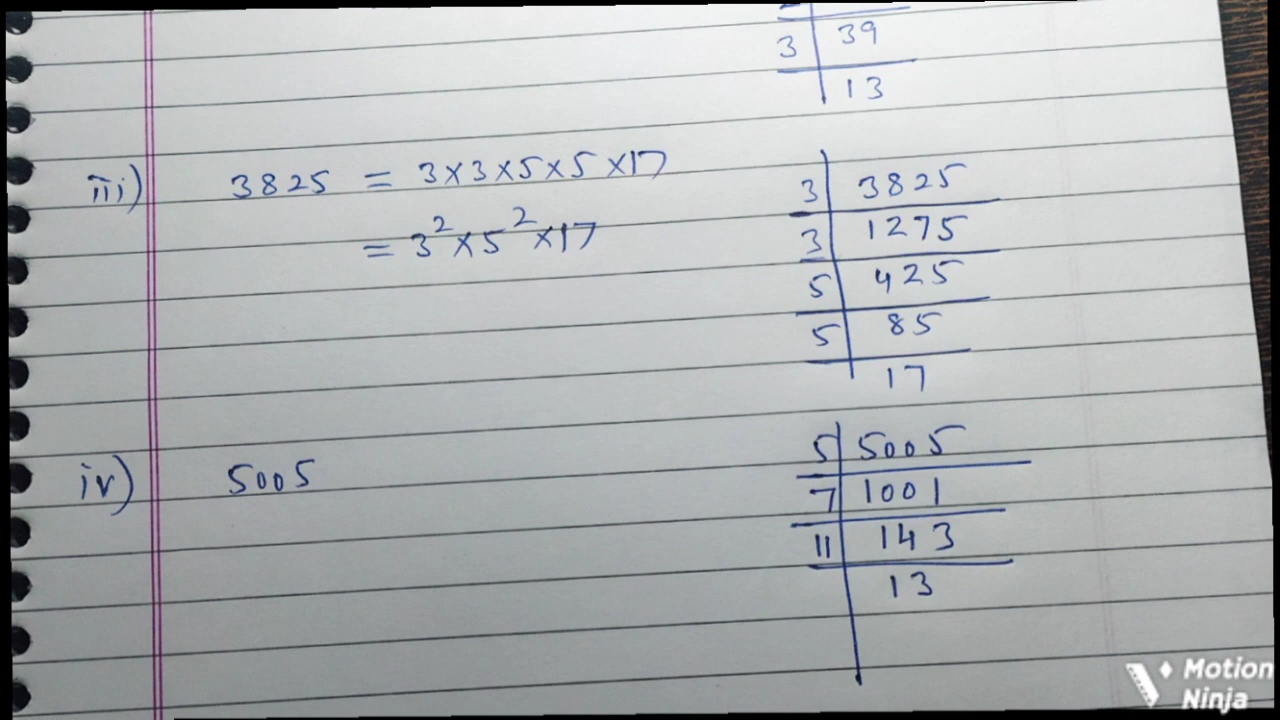 3 | 39
13
iii) 3825 = 3×3×5×5×17
= 3²×5²×17
3 | 3825
3 | 1275
5 | 425
5 | 85
17
iv) 5005
5 | 5005
7 | 1001
11 | 143
13
Motion
Ninja